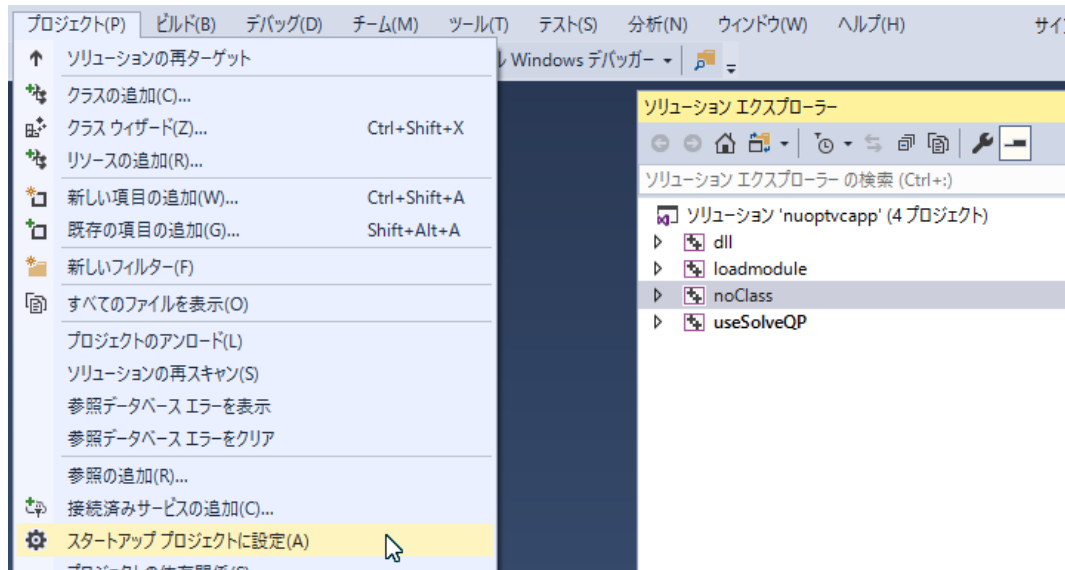 プロジェクト(P) ビルド(B) デバッグ(D) チーム(M) ツール(T) テスト(S) 分析(N) ウィンドウ(W) ヘルプ(H)
ソリューションの再ターゲット
Windows デバッガー
クラスの追加(C)...
クラス ウィザード(Z)... Ctrl+Shift+X
リソースの追加(R)...
新しい項目の追加(W)... Ctrl+Shift+A
既存の項目の追加(G)... Shift+Alt+A
新しいフィルター(F)
すべてのファイルを表示(O)
プロジェクトのアンロード(L)
ソリューションの再スキャン(S)
参照データベース エラーを表示
参照データベース エラーをクリア
参照の追加(R)...
接続済みサービスの追加(C)...
スタートアップ プロジェクトに設定(A)
ソリューション エクスプローラー
ソリューション エクスプローラー の検索 (Ctrl+:)
ソリューション 'nuoptvcapp' (4 プロジェクト)
dll
loadmodule
noClass
useSolveQP